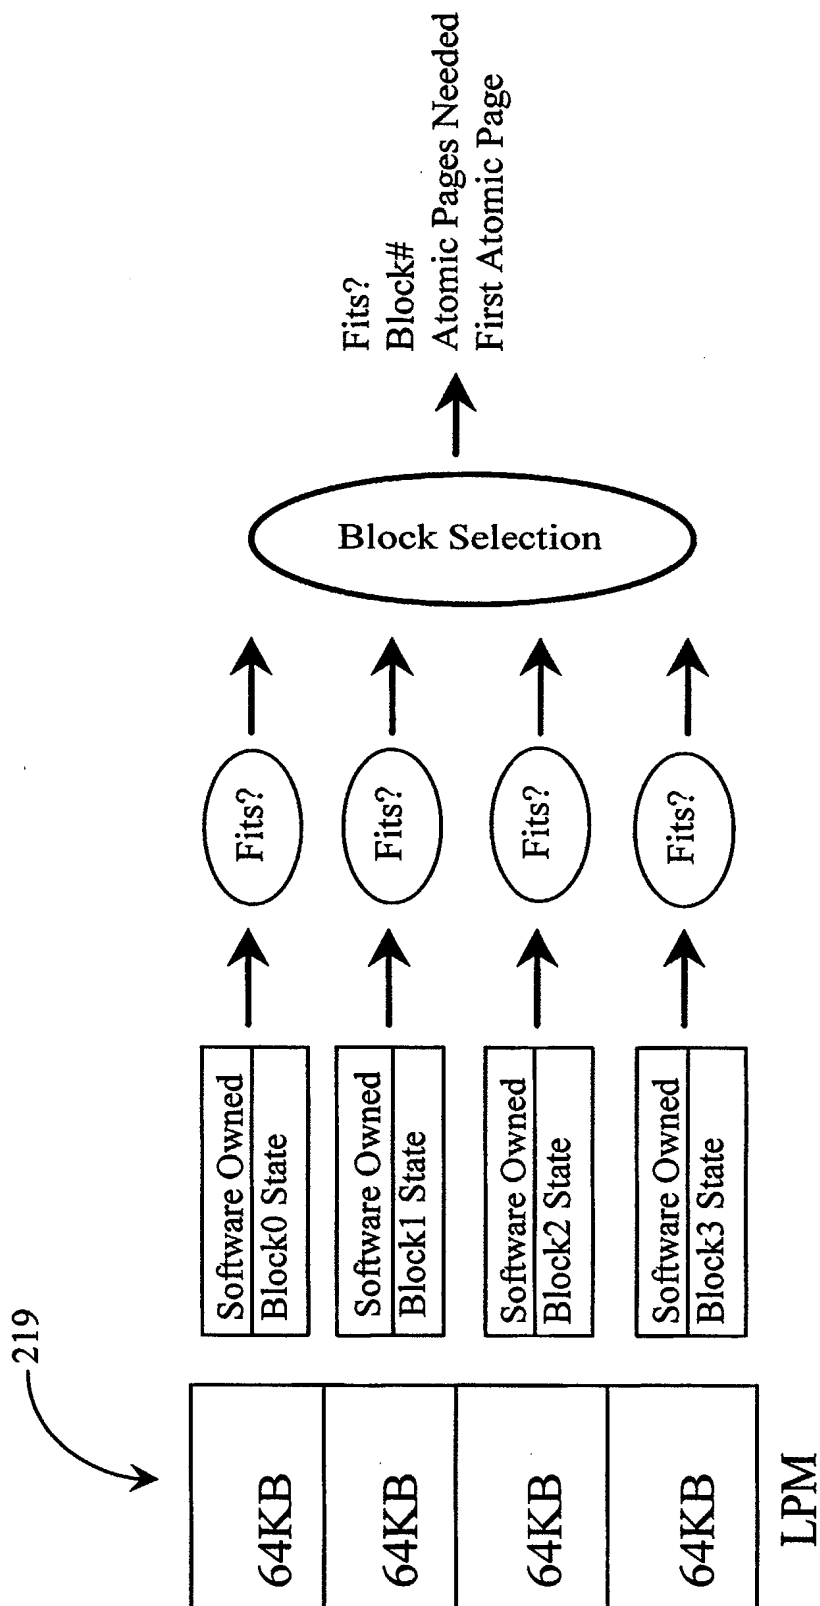 219
64KB
64KB
64KB
64KB
LPM
Software Owned
Block0 State
Software Owned
Block1 State
Software Owned
Block2 State
Software Owned
Block3 State
Fits?
Fits?
Fits?
Fits?
Block Selection
Fits?
Block#
Atomic Pages Needed
First Atomic Page